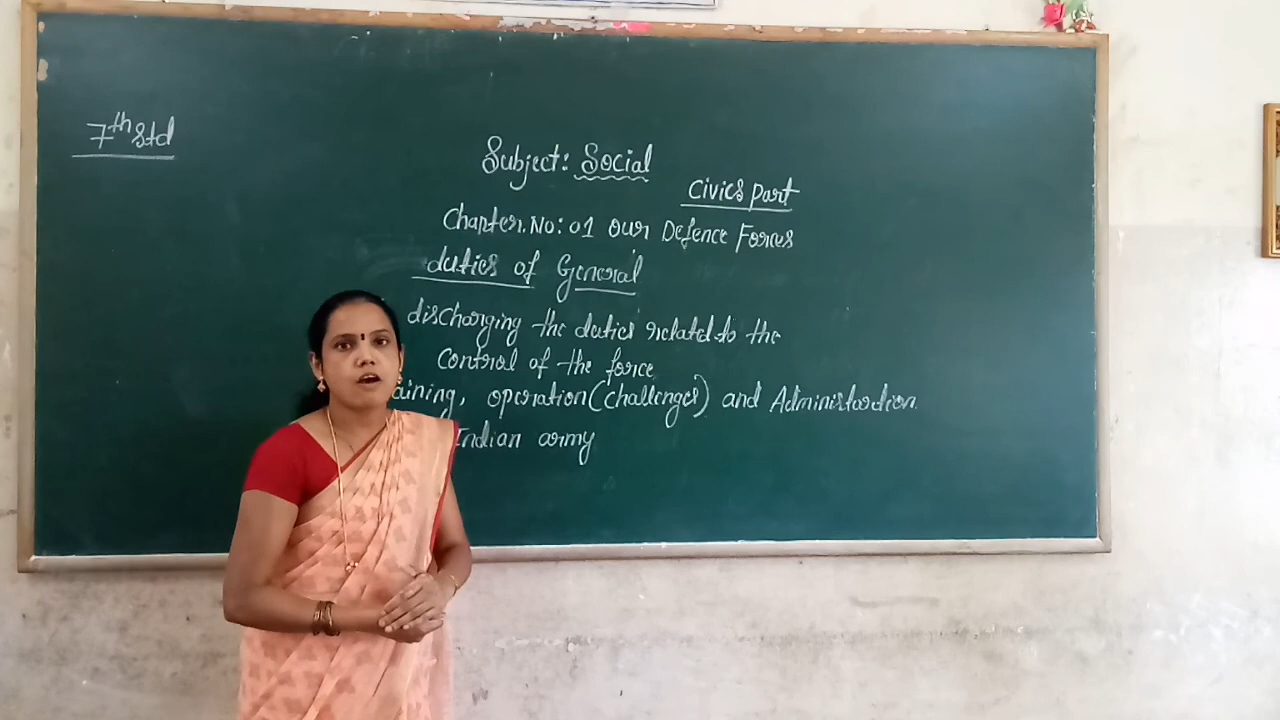 7th Std
Subject: Social
Civics part
Chapter.No: 01 Our Defence Forces
duties of General
discharging the duties related to the
control of the force
aining, operation (challenges) and Administration.
Indian army